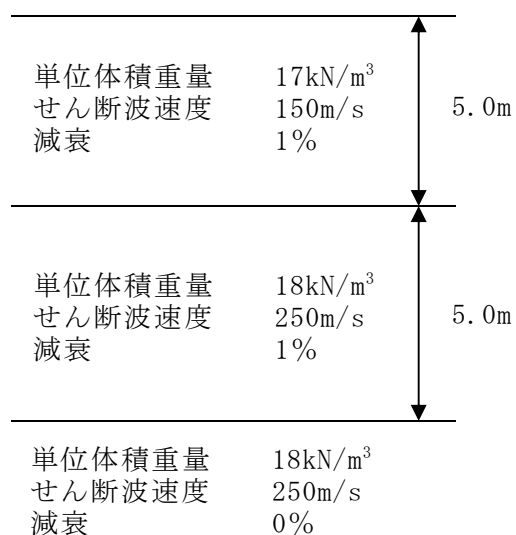 単位体積重量 17kN/m³
せん断波速度 150m/s
減衰 1%
5.0m
単位体積重量 18kN/m³
せん断波速度 250m/s
減衰 1%
5.0m
単位体積重量 18kN/m³
せん断波速度 250m/s
減衰 0%